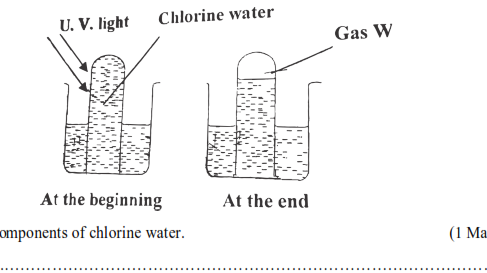 U. V. light Chlorine water
Gas W
At the beginning At the end
omponents of chlorine water. (1 Ma